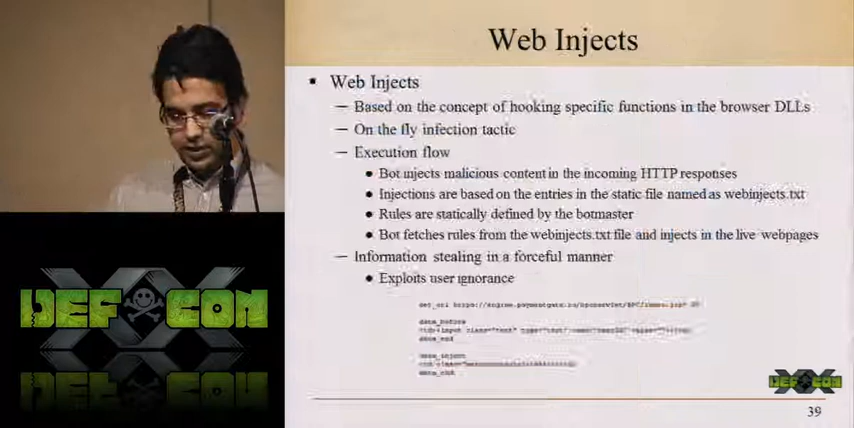 Web Injects
▪ Web Injects
– Based on the concept of hooking specific functions in the browser DLLs
– On the fly infection tactic
– Execution flow
• Bot injects malicious content in the incoming HTTP responses
• Injections are based on the entries in the static file named as webinjects.txt
• Rules are statically defined by the botmaster
• Bot fetches rules from the webinjects.txt file and injects in the live webpages
– Information stealing in a forceful manner
• Exploits user ignorance
data_before
data_end
data_inject
data_end
DEF CON
DEF CON
39